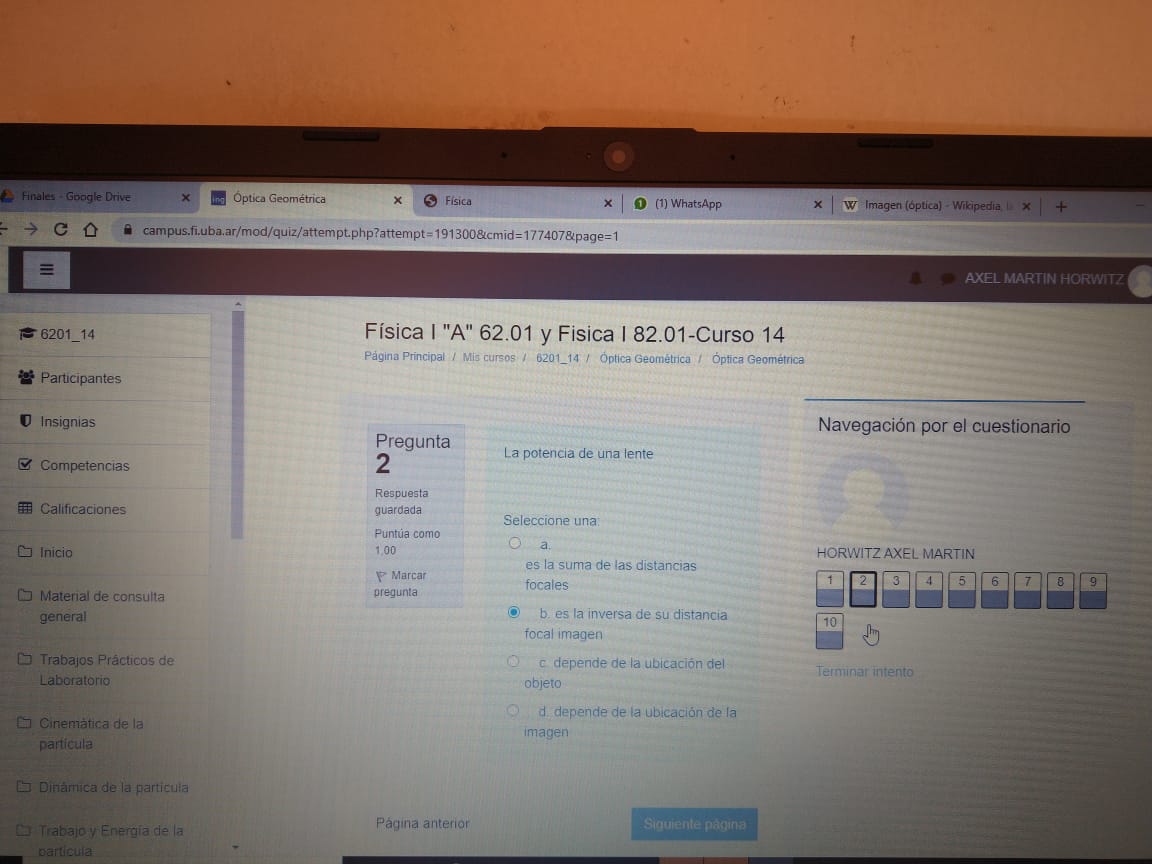 Finales - Google Drive
Óptica Geométrica
Física
(1) WhatsApp
Imagen (óptica) - Wikipedia, la
campus.fi.uba.ar/mod/quiz/attempt.php?attempt=191300&cmid=177407&page=1
AXEL MARTIN HORWITZ
6201_14
Participantes
Insignias
Competencias
Calificaciones
Inicio
Material de consulta
general
Trabajos Prácticos de
Laboratorio
Cinemática de la
partícula
Dinámica de la partícula
Trabajo y Energía de la
partícula
Física I "A" 62.01 y Fisica I 82.01-Curso 14
Página Principal / Mis cursos / 6201_14 / Óptica Geométrica / Óptica Geométrica
Pregunta
2
Respuesta
guardada
Puntúa como
1,00
Marcar
pregunta
La potencia de una lente
Seleccione una:
a.
es la suma de las distancias
focales
b. es la inversa de su distancia
focal imagen
c. depende de la ubicación del
objeto
d. depende de la ubicación de la
imagen
Página anterior
Siguiente página
Navegación por el cuestionario
HORWITZ AXEL MARTIN
1 2 3 4 5 6 7 8 9
10
Terminar intento